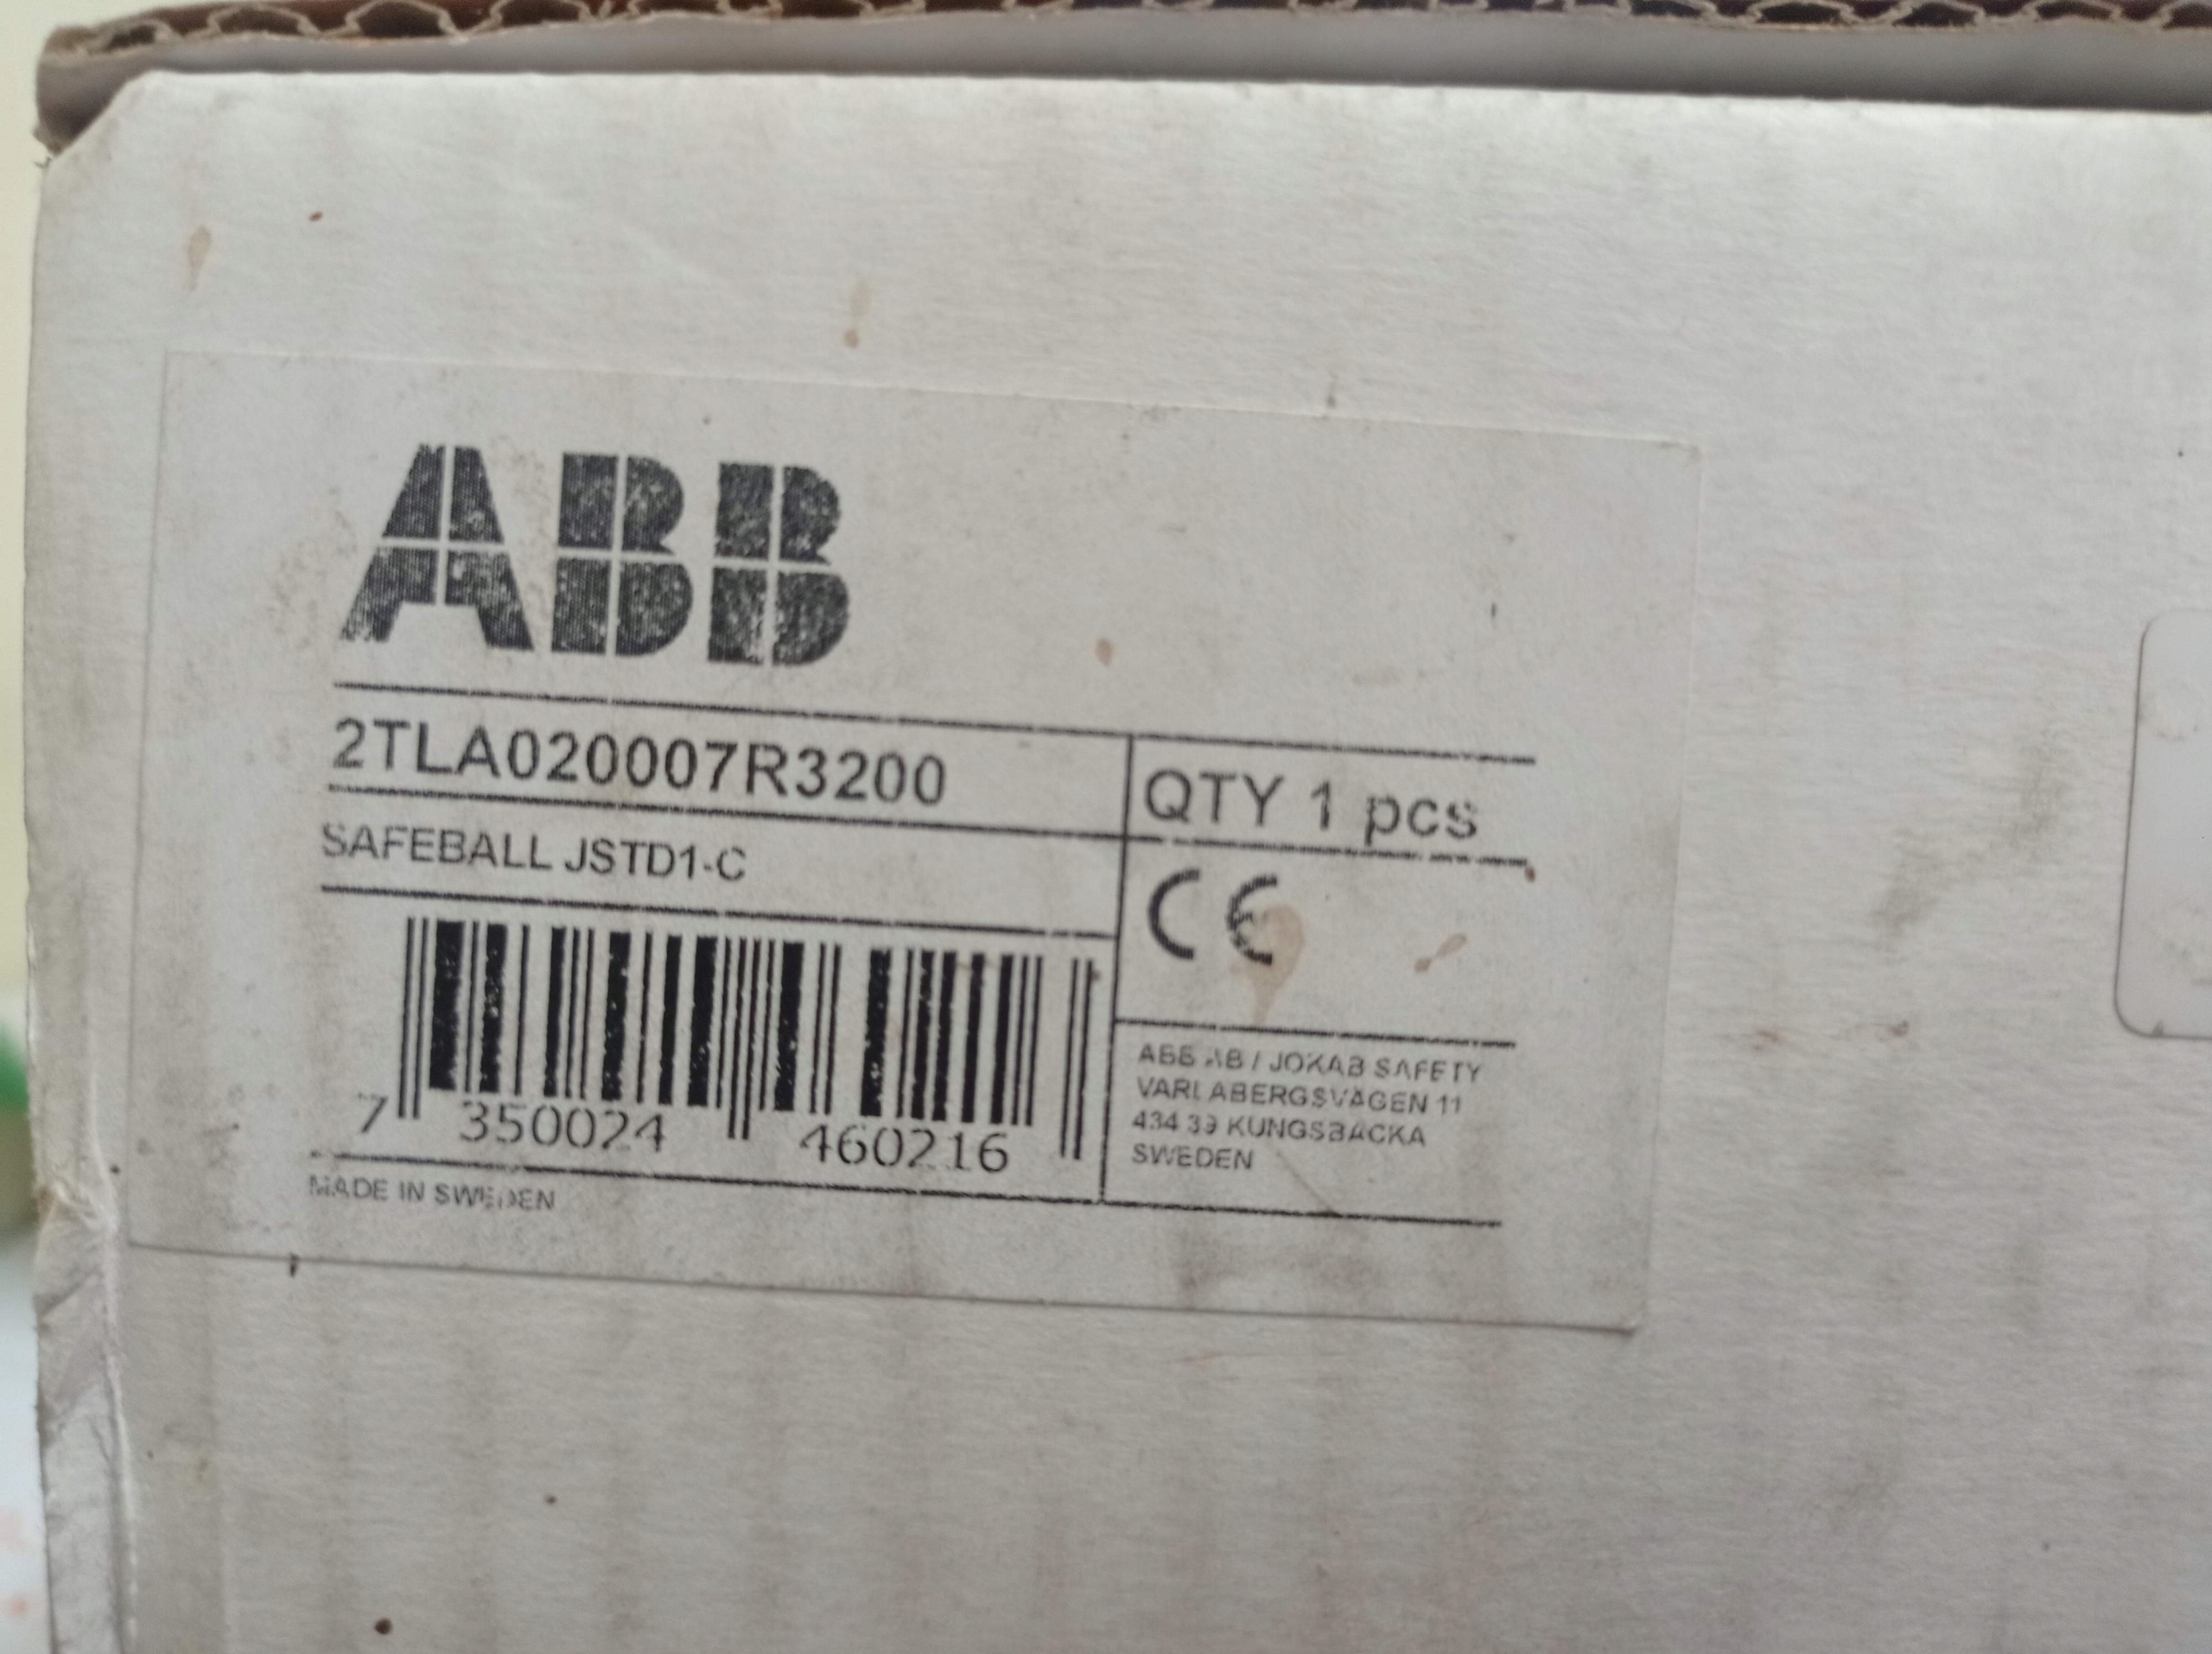 ABB
2TLA020007R3200
QTY 1 pcs
SAFEBALL JSTD1-C
CE
7 350024 460216
ABB AB / JOKAB SAFETY
VARLABERGSVÄGEN 11
434 39 KUNGSBACKA
SWEDEN
MADE IN SWEDEN